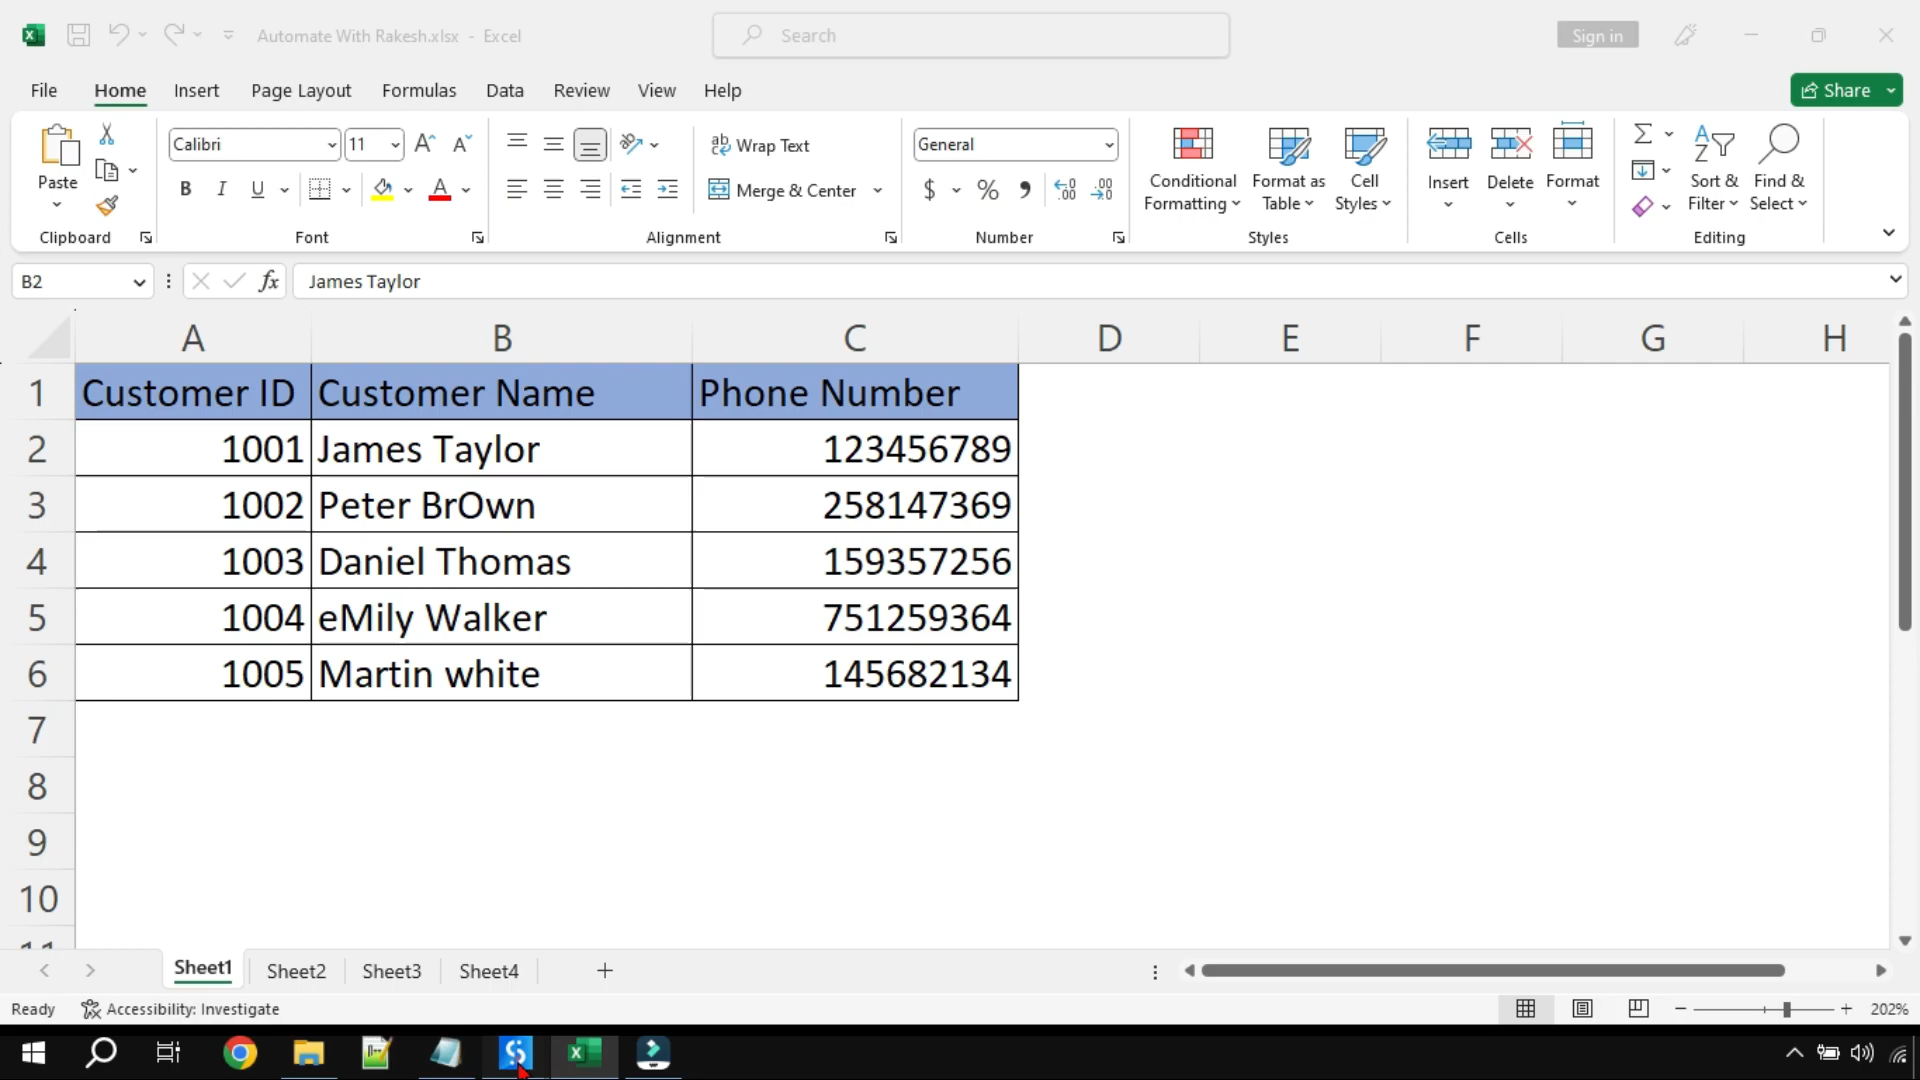 Automate With Rakesh.xlsx - Excel
Search
Sign in
File Home Insert Page Layout Formulas Data Review View Help
Share
Paste
Clipboard
Calibri 11
B I U A
Font
Wrap Text
Merge & Center
Alignment
General
$ %
Number
Conditional Formatting
Format as Table
Cell Styles
Styles
Insert Delete Format
Cells
Sort & Filter
Find & Select
Editing
B2 fx James Taylor
A B C D E F G H
1 Customer ID Customer Name Phone Number
2 1001 James Taylor 123456789
3 1002 Peter BrOwn 258147369
4 1003 Daniel Thomas 159357256
5 1004 eMily Walker 751259364
6 1005 Martin white 145682134
7
8
9
10
11
Sheet1 Sheet2 Sheet3 Sheet4
Ready Accessibility: Investigate 202%